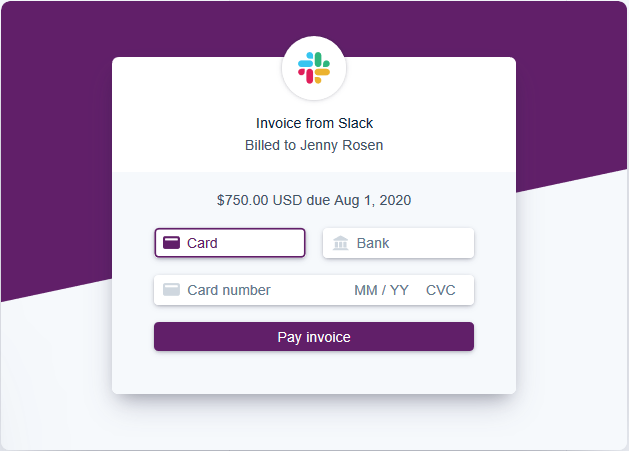 Invoice from Slack
Billed to Jenny Rosen
$750.00 USD due Aug 1, 2020
Card Bank
Card number MM / YY CVC
Pay invoice